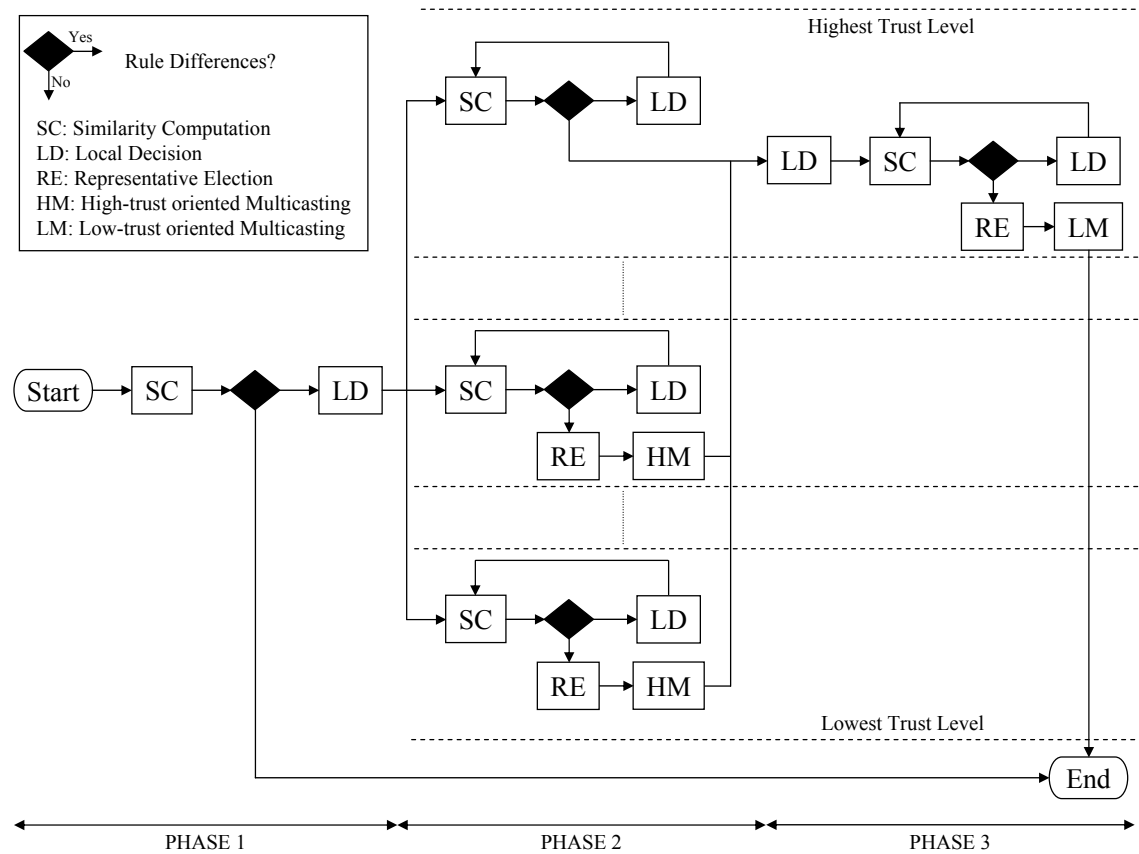 Yes
No
Rule Differences?
SC: Similarity Computation
LD: Local Decision
RE: Representative Election
HM: High-trust oriented Multicasting
LM: Low-trust oriented Multicasting
Highest Trust Level
SC
LD
LD
SC
LD
RE
LM
Start
SC
LD
SC
LD
RE
HM
SC
LD
RE
HM
Lowest Trust Level
End
PHASE 1
PHASE 2
PHASE 3